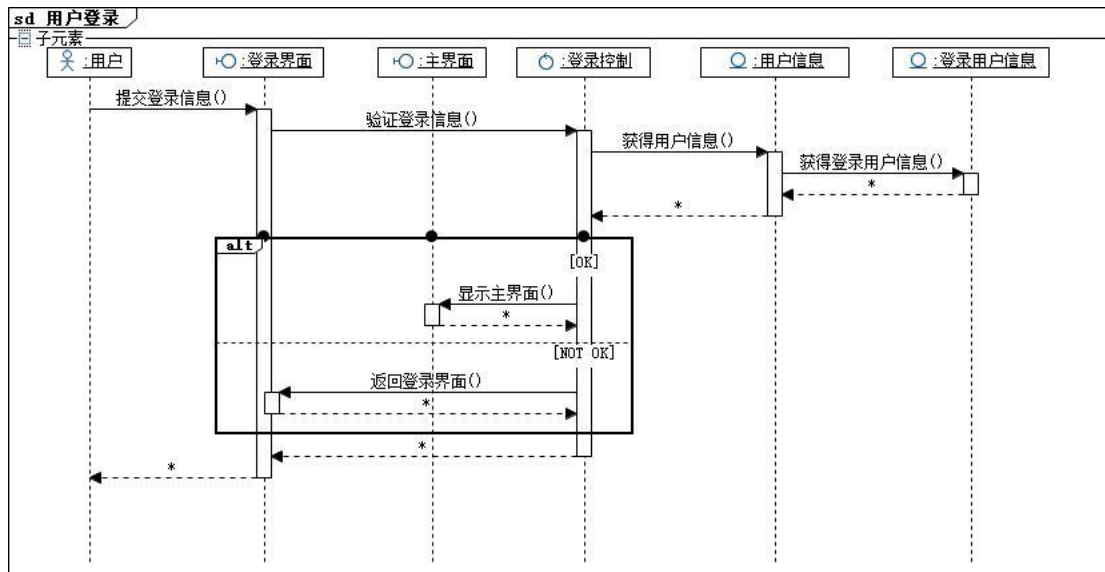 sd 用户登录
子元素
:用户 :登录界面 :主界面 :登录控制 :用户信息 :登录用户信息
提交登录信息()
验证登录信息()
获得用户信息()
获得登录用户信息()
*
*
alt
[OK]
显示主界面()
*
[NOT OK]
返回登录界面()
*
*
*